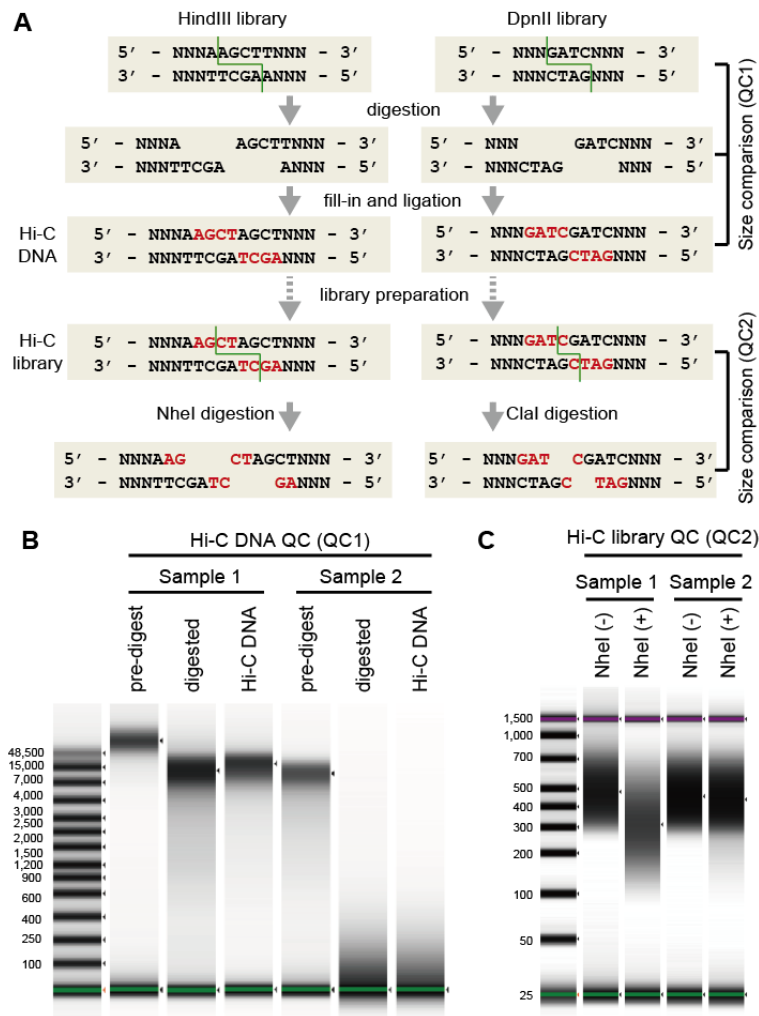 A
HindIII library
DpnII library
5′ - NNNAAGCTTNNN - 3′
3′ - NNNTTCGAANNN - 5′
5′ - NNNGATCNNN - 3′
3′ - NNNCTAGNNN - 5′
digestion
5′ - NNNA AGCTTNNN - 3′
3′ - NNNTTCGA ANNN - 5′
5′ - NNN GATCNNN - 3′
3′ - NNNCTAG NNN - 5′
Size comparison (QC1)
fill-in and ligation
Hi-C
DNA
5′ - NNNAAGCTAGCTNNN - 3′
3′ - NNNTTCGATCGANNN - 5′
5′ - NNNGATCGATCNNN - 3′
3′ - NNNCTAGCTAGNNN - 5′
library preparation
Hi-C
library
5′ - NNNAAGCTAGCTNNN - 3′
3′ - NNNTTCGATCGANNN - 5′
5′ - NNNGATCGATCNNN - 3′
3′ - NNNCTAGCTAGNNN - 5′
NheI digestion
ClaI digestion
5′ - NNNAAG CTAGCTNNN - 3′
3′ - NNNTTCGATC GANNN - 5′
5′ - NNNGAT CGATCNNN - 3′
3′ - NNNCTAGC TAGNNN - 5′
Size comparison (QC2)
B
Hi-C DNA QC (QC1)
Sample 1
Sample 2
pre-digest
digested
Hi-C DNA
pre-digest
digested
Hi-C DNA
48,500
15,000
7,000
4,000
3,000
2,500
2,000
1,500
1,200
900
600
400
250
100
C
Hi-C library QC (QC2)
Sample 1
Sample 2
NheI (-)
NheI (+)
NheI (-)
NheI (+)
1,500
1,000
700
500
400
300
200
100
50
25